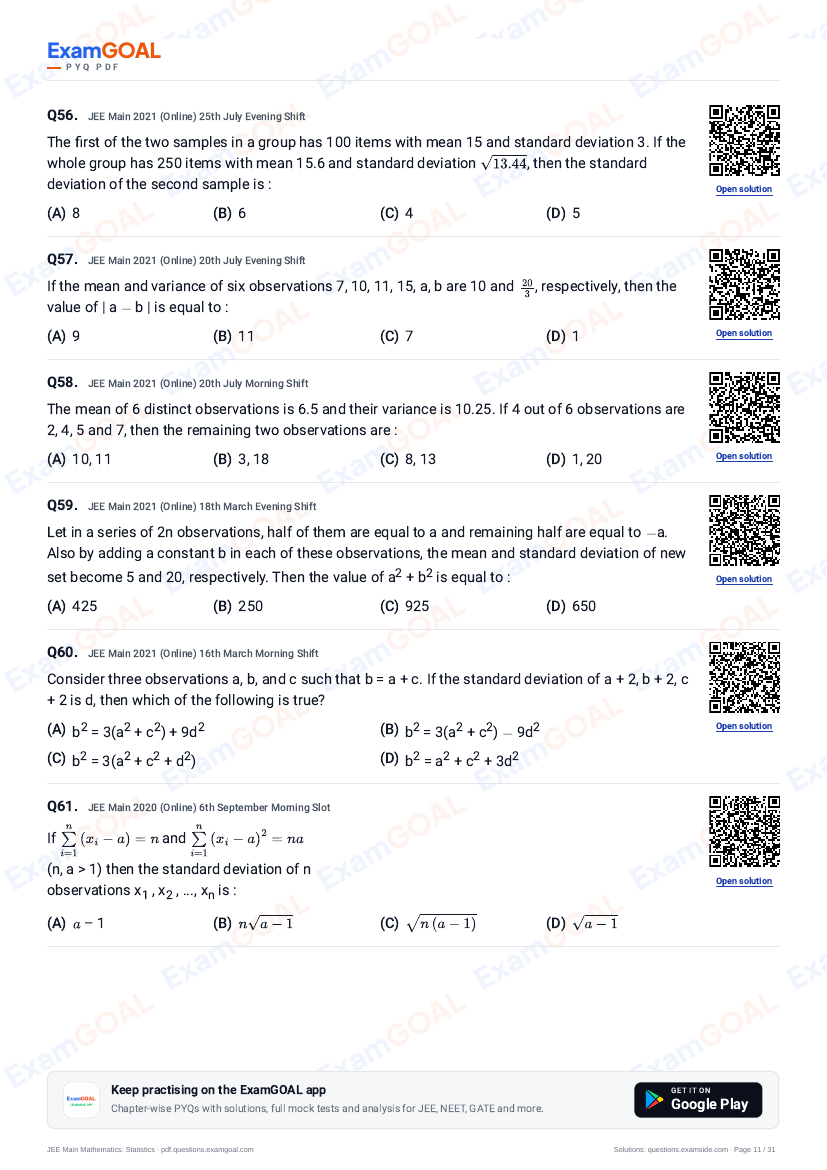 ExamGOAL
PYQ PDF
Q56. JEE Main 2021 (Online) 25th July Evening Shift
The first of the two samples in a group has 100 items with mean 15 and standard deviation 3. If the
whole group has 250 items with mean 15.6 and standard deviation √13.44, then the standard
deviation of the second sample is :
(A) 8 (B) 6 (C) 4 (D) 5
Open solution
Q57. JEE Main 2021 (Online) 20th July Evening Shift
If the mean and variance of six observations 7, 10, 11, 15, a, b are 10 and 20/3, respectively, then the
value of | a − b | is equal to :
(A) 9 (B) 11 (C) 7 (D) 1
Open solution
Q58. JEE Main 2021 (Online) 20th July Morning Shift
The mean of 6 distinct observations is 6.5 and their variance is 10.25. If 4 out of 6 observations are
2, 4, 5 and 7, then the remaining two observations are :
(A) 10, 11 (B) 3, 18 (C) 8, 13 (D) 1, 20
Open solution
Q59. JEE Main 2021 (Online) 18th March Evening Shift
Let in a series of 2n observations, half of them are equal to a and remaining half are equal to −a.
Also by adding a constant b in each of these observations, the mean and standard deviation of new
set become 5 and 20, respectively. Then the value of a² + b² is equal to :
(A) 425 (B) 250 (C) 925 (D) 650
Open solution
Q60. JEE Main 2021 (Online) 16th March Morning Shift
Consider three observations a, b, and c such that b = a + c. If the standard deviation of a + 2, b + 2, c
+ 2 is d, then which of the following is true?
(A) b² = 3(a² + c²) + 9d² (B) b² = 3(a² + c²) − 9d²
(C) b² = 3(a² + c² + d²) (D) b² = a² + c² + 3d²
Open solution
Q61. JEE Main 2020 (Online) 6th September Morning Slot
If ∑_{i=1}^{n} (x_i − a) = n and ∑_{i=1}^{n} (x_i − a)² = na
(n, a > 1) then the standard deviation of n
observations x₁ , x₂ , ..., xₙ is :
(A) a − 1 (B) n√(a − 1) (C) √(n (a − 1)) (D) √(a − 1)
Open solution
Keep practising on the ExamGOAL app
Chapter-wise PYQs with solutions, full mock tests and analysis for JEE, NEET, GATE and more.
GET IT ON
Google Play
JEE Main Mathematics: Statistics · pdf.questions.examgoal.com
Solutions: questions.examside.com · Page 11 / 31